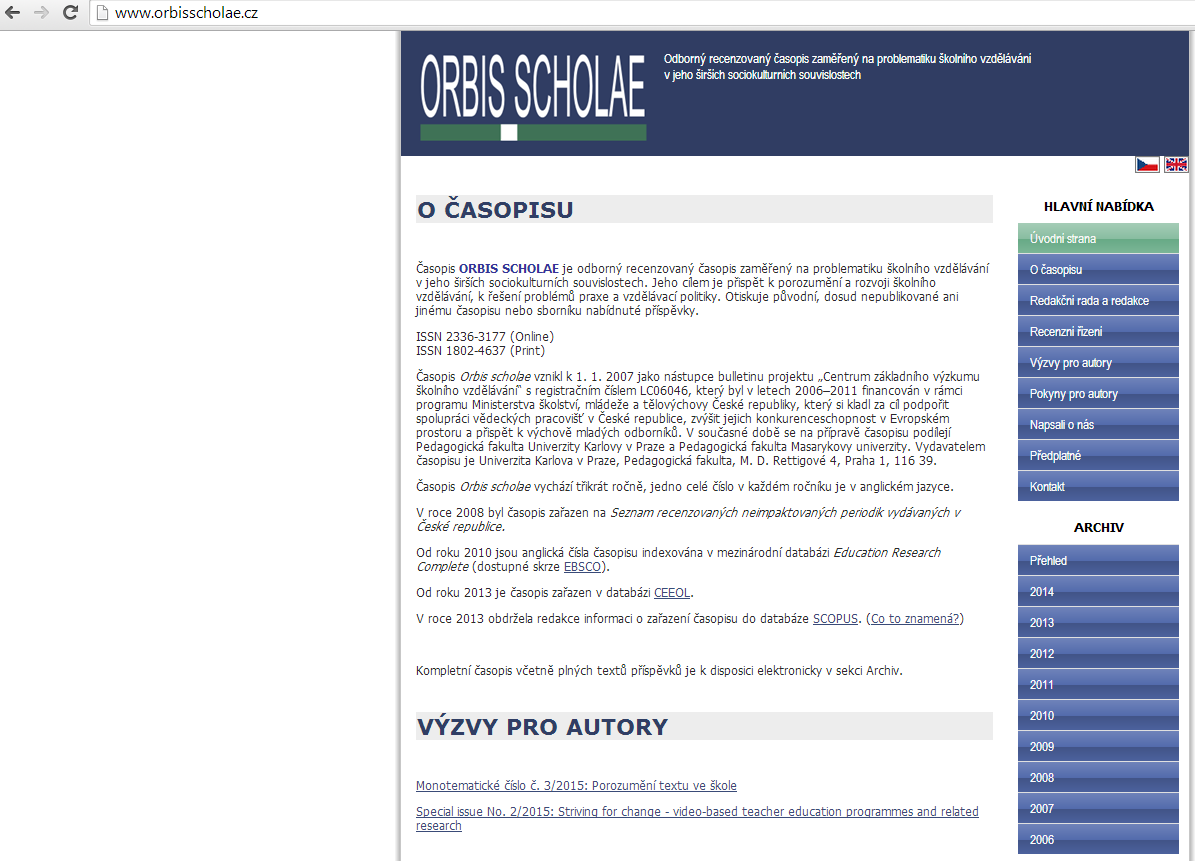 www.orbisscholae.cz
ORBIS SCHOLAE
Odborný recenzovaný časopis zaměřený na problematiku školního vzdělávání
v jeho širších sociokulturních souvislostech
O ČASOPISU
Časopis ORBIS SCHOLAE je odborný recenzovaný časopis zaměřený na problematiku školního vzdělávání
v jeho širších sociokulturních souvislostech. Jeho cílem je přispět k porozumění a rozvoji školního
vzdělávání, k řešení problémů praxe a vzdělávací politiky. Otiskuje původní, dosud nepublikované ani
jinému časopisu nebo sborníku nabídnuté příspěvky.
ISSN 2336-3177 (Online)
ISSN 1802-4637 (Print)
Časopis Orbis scholae vznikl k 1. 1. 2007 jako nástupce bulletinu projektu „Centrum základního výzkumu
školního vzdělávání“ s registračním číslem LC06046, který byl v letech 2006–2011 financován v rámci
programu Ministerstva školství, mládeže a tělovýchovy České republiky, který si kladl za cíl podpořit
spolupráci vědeckých pracovišť v České republice, zvýšit jejich konkurenceschopnost v Evropském
prostoru a přispět k výchově mladých odborníků. V současné době se na přípravě časopisu podílejí
Pedagogická fakulta Univerzity Karlovy v Praze a Pedagogická fakulta Masarykovy univerzity. Vydavatelem
časopisu je Univerzita Karlova v Praze, Pedagogická fakulta, M. D. Rettigové 4, Praha 1, 116 39.
Časopis Orbis scholae vychází třikrát ročně, jedno celé číslo v každém ročníku je v anglickém jazyce.
V roce 2008 byl časopis zařazen na Seznam recenzovaných neimpaktovaných periodik vydávaných v
České republice.
Od roku 2010 jsou anglická čísla časopisu indexována v mezinárodní databázi Education Research
Complete (dostupné skrze EBSCO).
Od roku 2013 je časopis zařazen v databázi CEEOL.
V roce 2013 obdržela redakce informaci o zařazení časopisu do databáze SCOPUS. (Co to znamená?)
Kompletní časopis včetně plných textů příspěvků je k disposici elektronicky v sekci Archiv.
VÝZVY PRO AUTORY
Monotematické číslo č. 3/2015: Porozumění textu ve škole
Special issue No. 2/2015: Striving for change - video-based teacher education programmes and related
research
HLAVNÍ NABÍDKA
Úvodní strana
O časopisu
Redakční rada a redakce
Recenzní řízení
Výzvy pro autory
Pokyny pro autory
Napsali o nás
Předplatné
Kontakt
ARCHIV
Přehled
2014
2013
2012
2011
2010
2009
2008
2007
2006